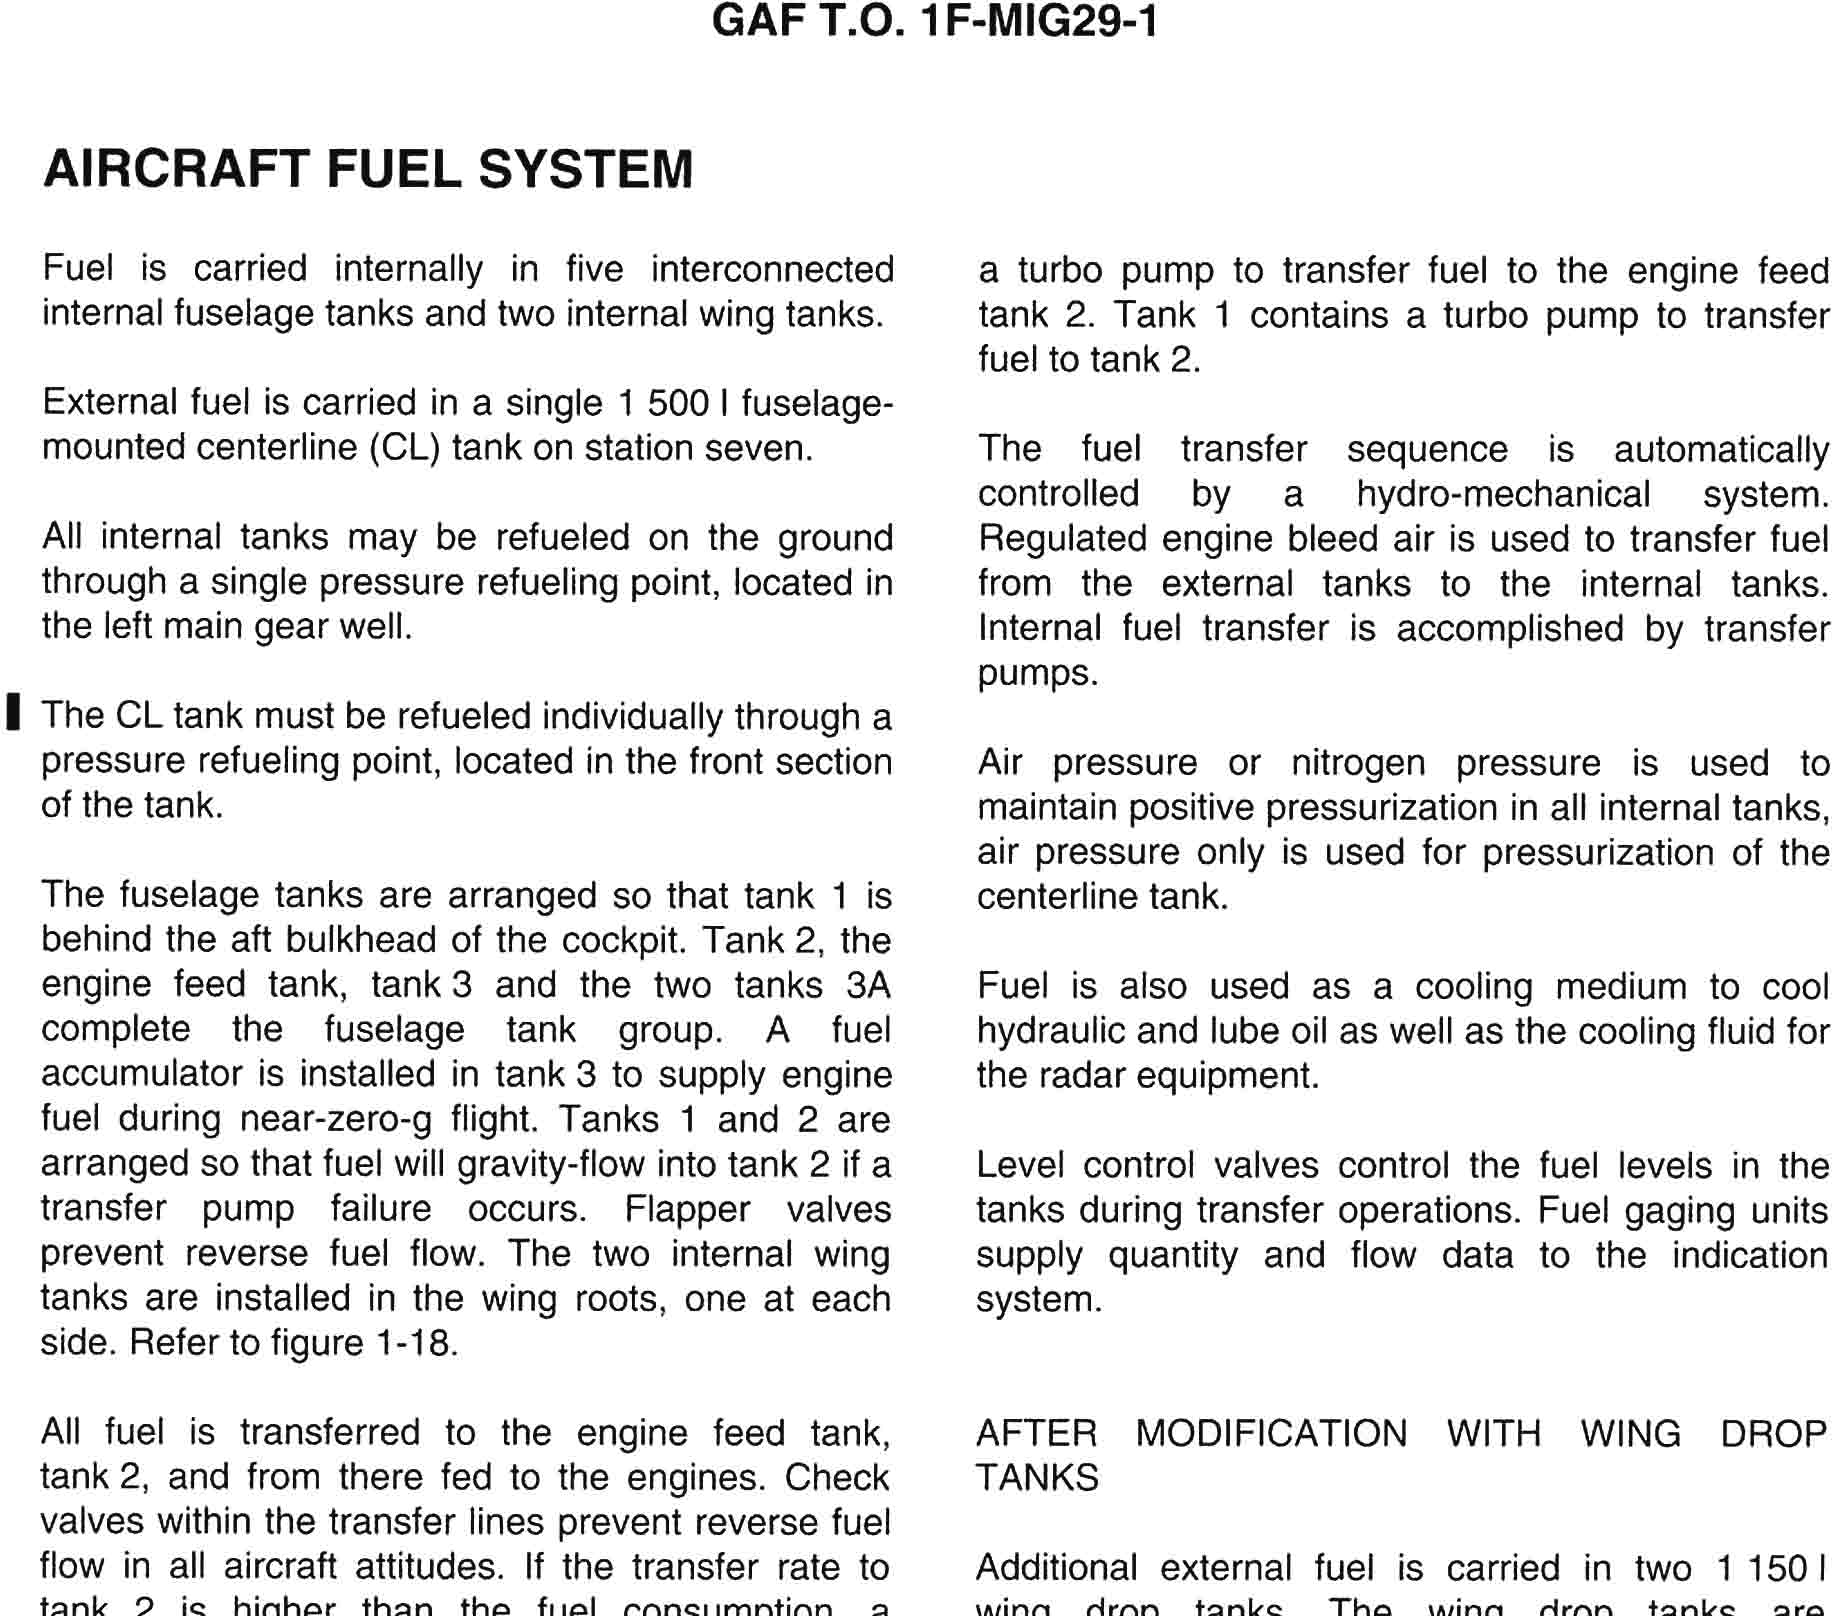 GAF T.O. 1F-MIG29-1
AIRCRAFT FUEL SYSTEM
Fuel is carried internally in five interconnected
internal fuselage tanks and two internal wing tanks.
External fuel is carried in a single 1 500 l fuselage-
mounted centerline (CL) tank on station seven.
All internal tanks may be refueled on the ground
through a single pressure refueling point, located in
the left main gear well.
The CL tank must be refueled individually through a
pressure refueling point, located in the front section
of the tank.
The fuselage tanks are arranged so that tank 1 is
behind the aft bulkhead of the cockpit. Tank 2, the
engine feed tank, tank 3 and the two tanks 3A
complete the fuselage tank group. A fuel
accumulator is installed in tank 3 to supply engine
fuel during near-zero-g flight. Tanks 1 and 2 are
arranged so that fuel will gravity-flow into tank 2 if a
transfer pump failure occurs. Flapper valves
prevent reverse fuel flow. The two internal wing
tanks are installed in the wing roots, one at each
side. Refer to figure 1-18.
All fuel is transferred to the engine feed tank,
tank 2, and from there fed to the engines. Check
valves within the transfer lines prevent reverse fuel
flow in all aircraft attitudes. If the transfer rate to
tank 2 is higher than the fuel consumption, a
a turbo pump to transfer fuel to the engine feed
tank 2. Tank 1 contains a turbo pump to transfer
fuel to tank 2.
The fuel transfer sequence is automatically
controlled by a hydro-mechanical system.
Regulated engine bleed air is used to transfer fuel
from the external tanks to the internal tanks.
Internal fuel transfer is accomplished by transfer
pumps.
Air pressure or nitrogen pressure is used to
maintain positive pressurization in all internal tanks,
air pressure only is used for pressurization of the
centerline tank.
Fuel is also used as a cooling medium to cool
hydraulic and lube oil as well as the cooling fluid for
the radar equipment.
Level control valves control the fuel levels in the
tanks during transfer operations. Fuel gaging units
supply quantity and flow data to the indication
system.
AFTER MODIFICATION WITH WING DROP
TANKS
Additional external fuel is carried in two 1 150 l
wing drop tanks. The wing drop tanks are